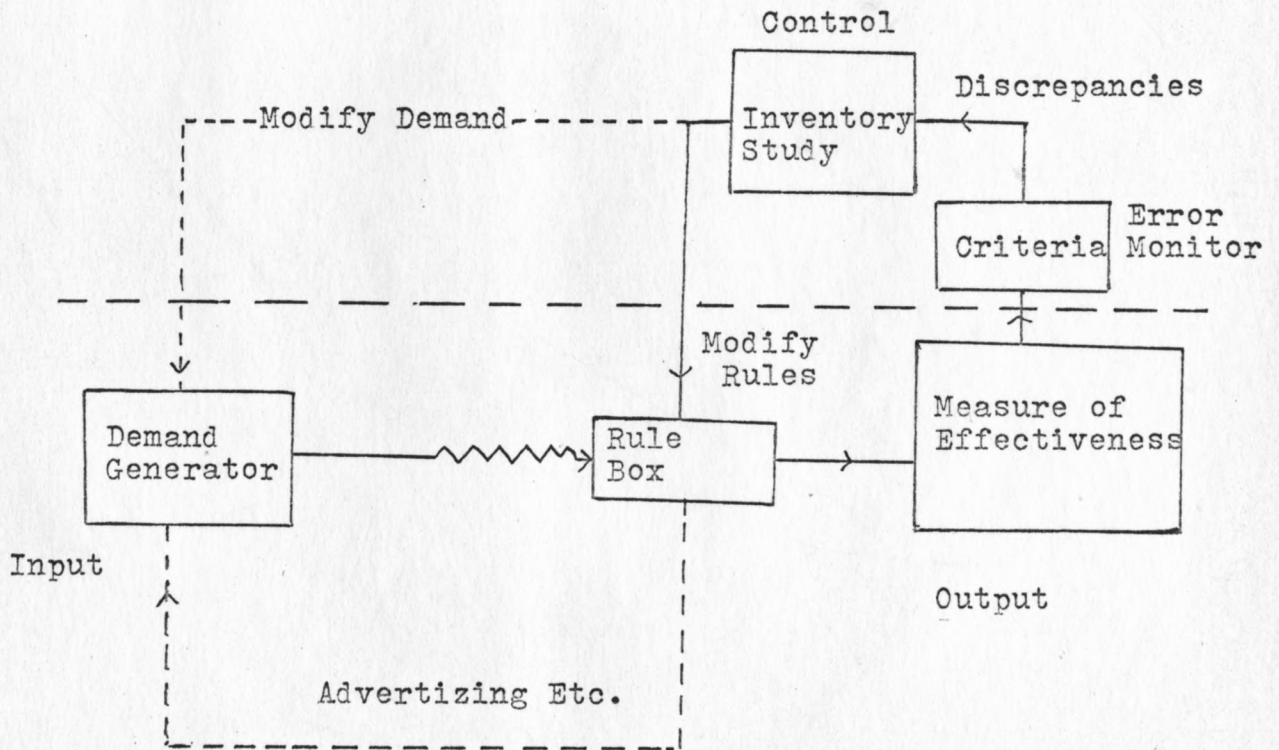 Control
Discrepancies
Modify Demand
Inventory
Study
Error
Monitor
Criteria
Modify
Rules
Measure of
Effectiveness
Demand
Generator
Rule
Box
Input
Output
Advertizing Etc.